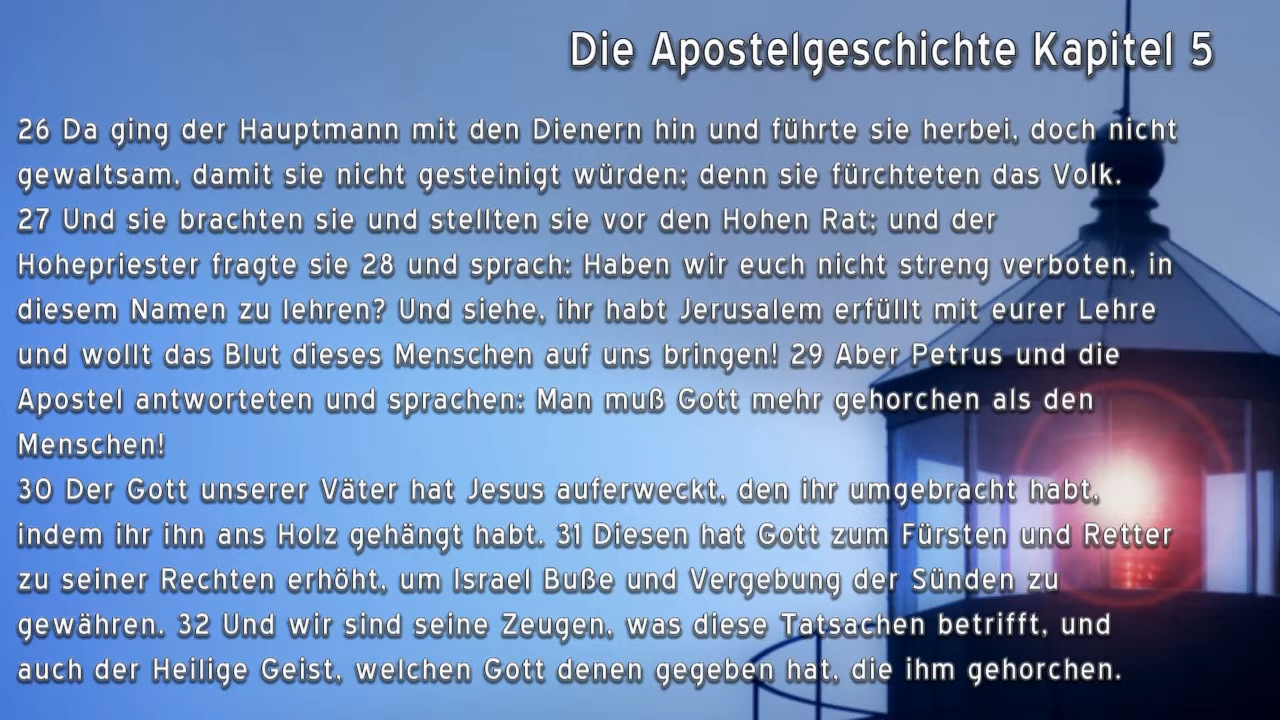 Die Apostelgeschichte Kapitel 5
26 Da ging der Hauptmann mit den Dienern hin und führte sie herbei, doch nicht
gewaltsam, damit sie nicht gesteinigt würden; denn sie fürchteten das Volk.
27 Und sie brachten sie und stellten sie vor den Hohen Rat; und der
Hohepriester fragte sie 28 und sprach: Haben wir euch nicht streng verboten, in
diesem Namen zu lehren? Und siehe, ihr habt Jerusalem erfüllt mit eurer Lehre
und wollt das Blut dieses Menschen auf uns bringen! 29 Aber Petrus und die
Apostel antworteten und sprachen: Man muß Gott mehr gehorchen als den
Menschen!
30 Der Gott unserer Väter hat Jesus auferweckt, den ihr umgebracht habt,
indem ihr ihn ans Holz gehängt habt. 31 Diesen hat Gott zum Fürsten und Retter
zu seiner Rechten erhöht, um Israel Buße und Vergebung der Sünden zu
gewähren. 32 Und wir sind seine Zeugen, was diese Tatsachen betrifft, und
auch der Heilige Geist, welchen Gott denen gegeben hat, die ihm gehorchen.